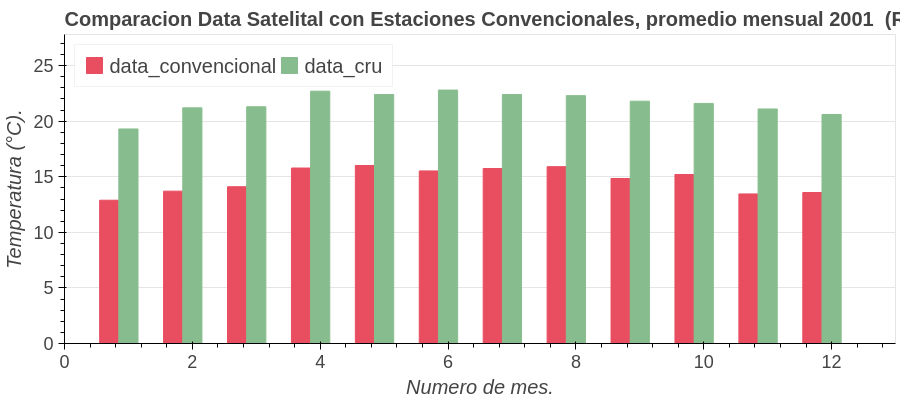 Comparacion Data Satelital con Estaciones Convencionales, promedio mensual 2001 (R
data_convencional data_cru
Temperatura (°C).
25
20
15
10
5
0
0 2 4 6 8 10 12
Numero de mes.